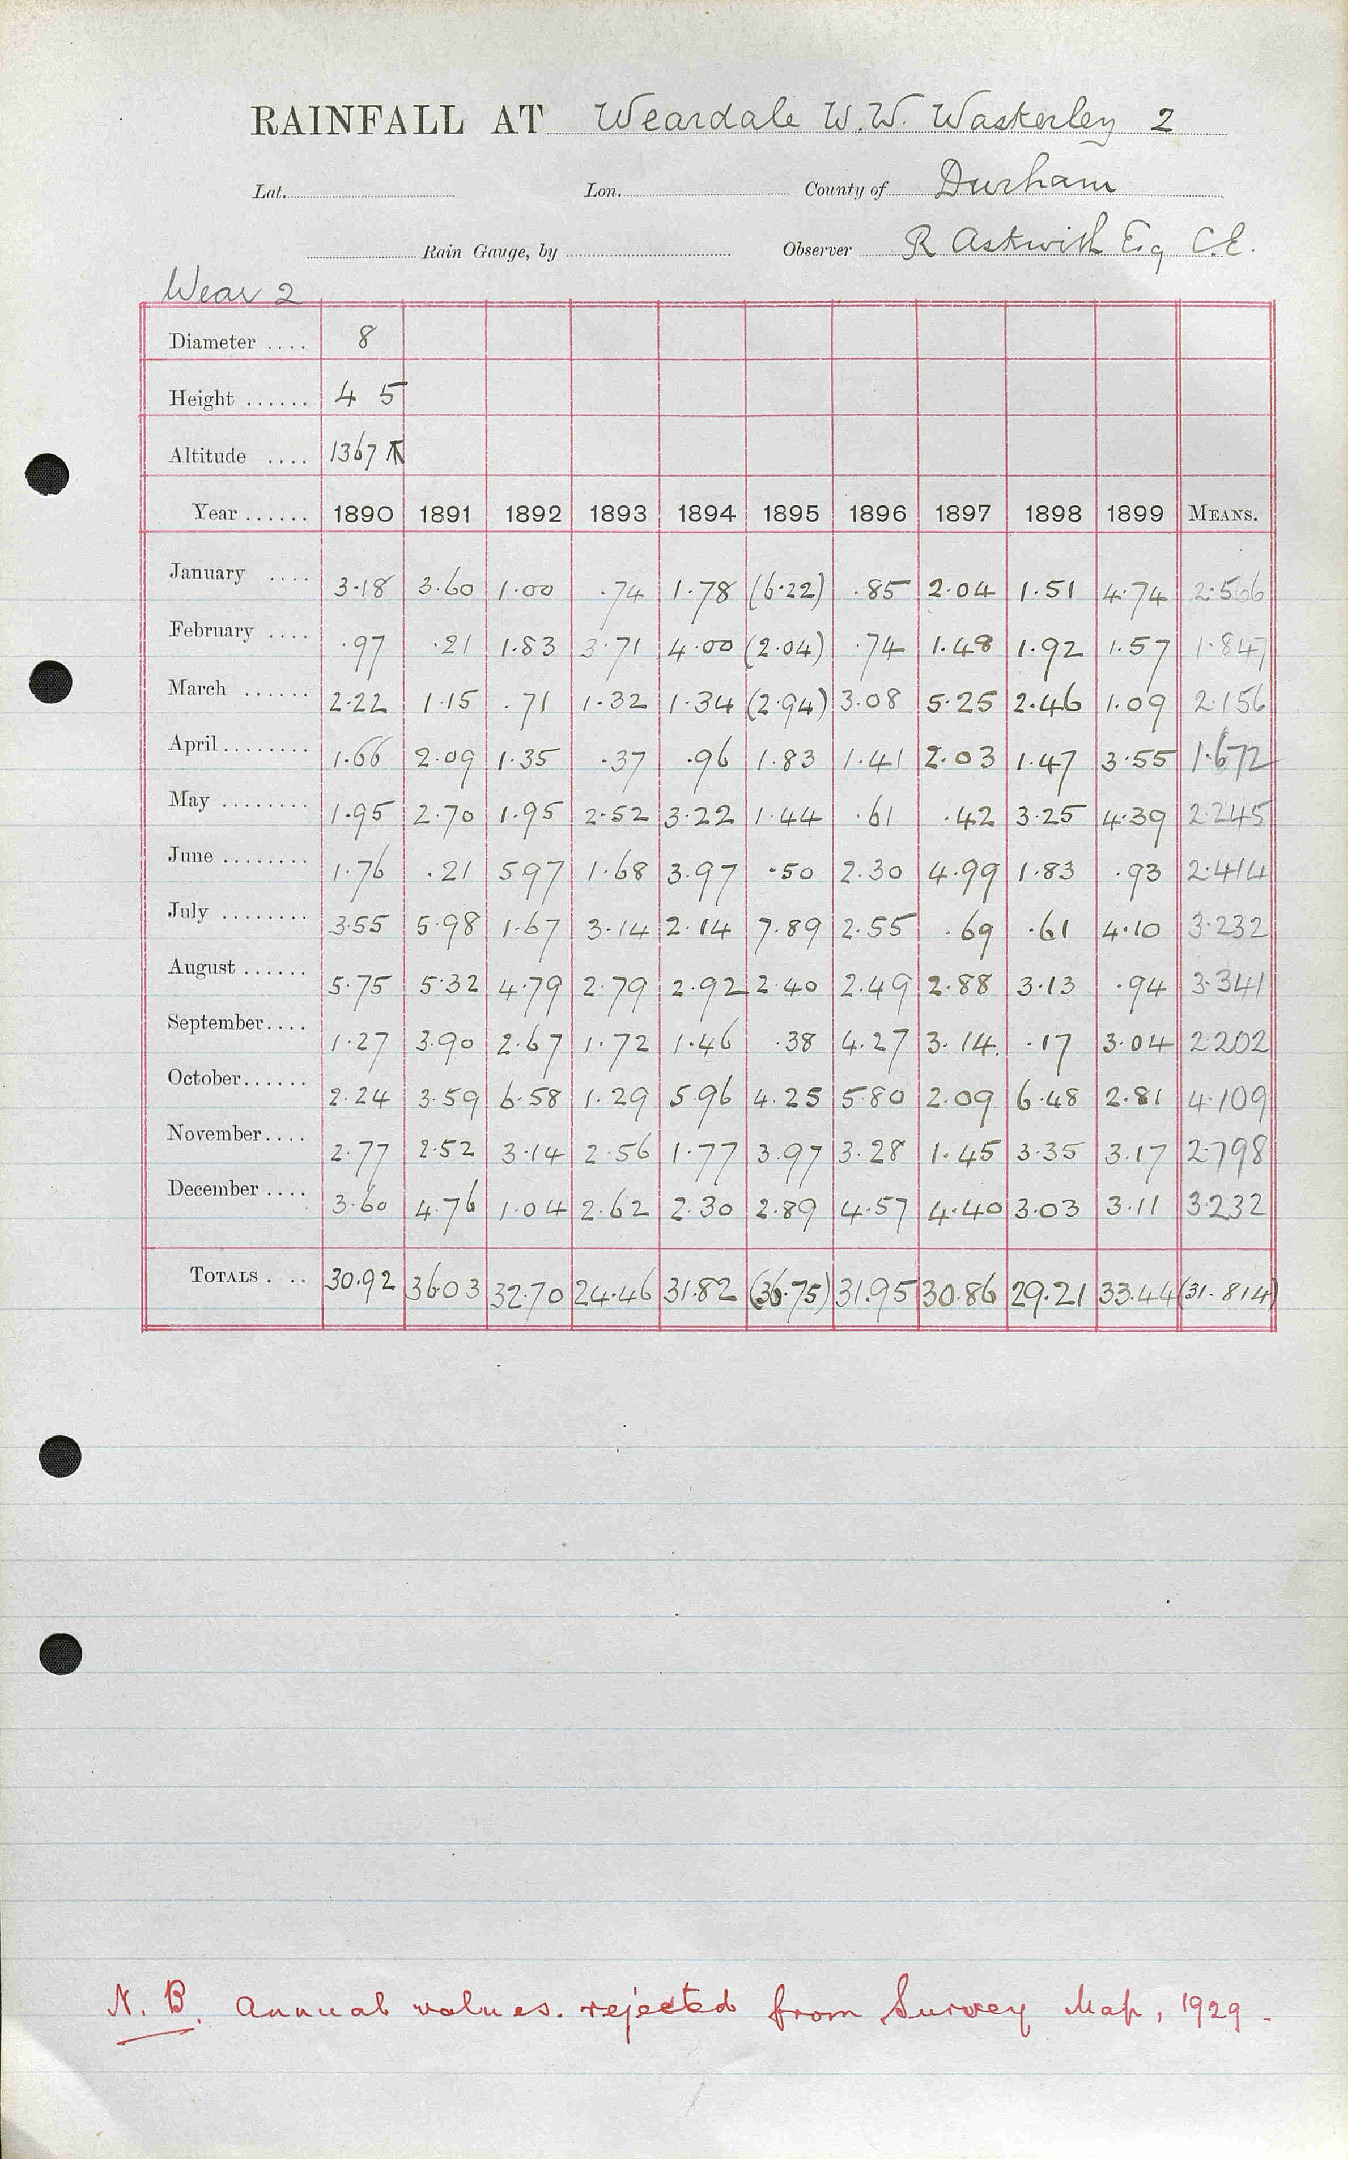 RAINFALL AT Weardale W.W. Waskerley 2
Lat. Lon. County of Durham
Rain Gauge, by Observer R Askwith Esq C.E.
Wear 2
Diameter .... 8
Height ...... 4 5
Altitude .... 1367
Year ...... 1890 1891 1892 1893 1894 1895 1896 1897 1898 1899 MEANS.
January .... 3.18 3.60 1.00 .74 1.78 (6.22) .85 2.04 1.51 4.74 2.566
February .... .97 .21 1.83 3.71 4.00 (2.04) .74 1.48 1.92 1.57 1.847
March ...... 2.22 1.15 .71 1.32 1.34 (2.94) 3.08 5.25 2.46 1.09 2.156
April........ 1.66 2.09 1.35 .37 .96 1.83 1.41 2.03 1.47 3.55 1.672
May ........ 1.95 2.70 1.95 2.52 3.22 1.44 .61 .42 3.25 4.39 2.245
June ........ 1.76 .21 5.97 1.68 3.97 .50 2.30 4.99 1.83 .93 2.414
July ........ 3.55 5.98 1.67 3.14 2.14 7.89 2.55 .69 .61 4.10 3.232
August ...... 5.75 5.32 4.79 2.79 2.92 2.40 2.49 2.88 3.13 .94 3.341
September.... 1.27 3.90 2.67 1.72 1.46 .38 4.27 3.14 .17 3.04 2.202
October...... 2.24 3.59 6.58 1.29 5.96 4.25 5.80 2.09 6.48 2.81 4.109
November.... 2.77 2.52 3.14 2.56 1.77 3.97 3.28 1.45 3.35 3.17 2.798
December .... 3.60 4.76 1.04 2.62 2.30 2.89 4.57 4.40 3.03 3.11 3.232
TOTALS . .. 30.92 36.03 32.70 24.46 31.82 (36.75) 31.95 30.86 29.21 33.44 (31.814)
N. B. Annual values rejected from Survey Map, 1929.